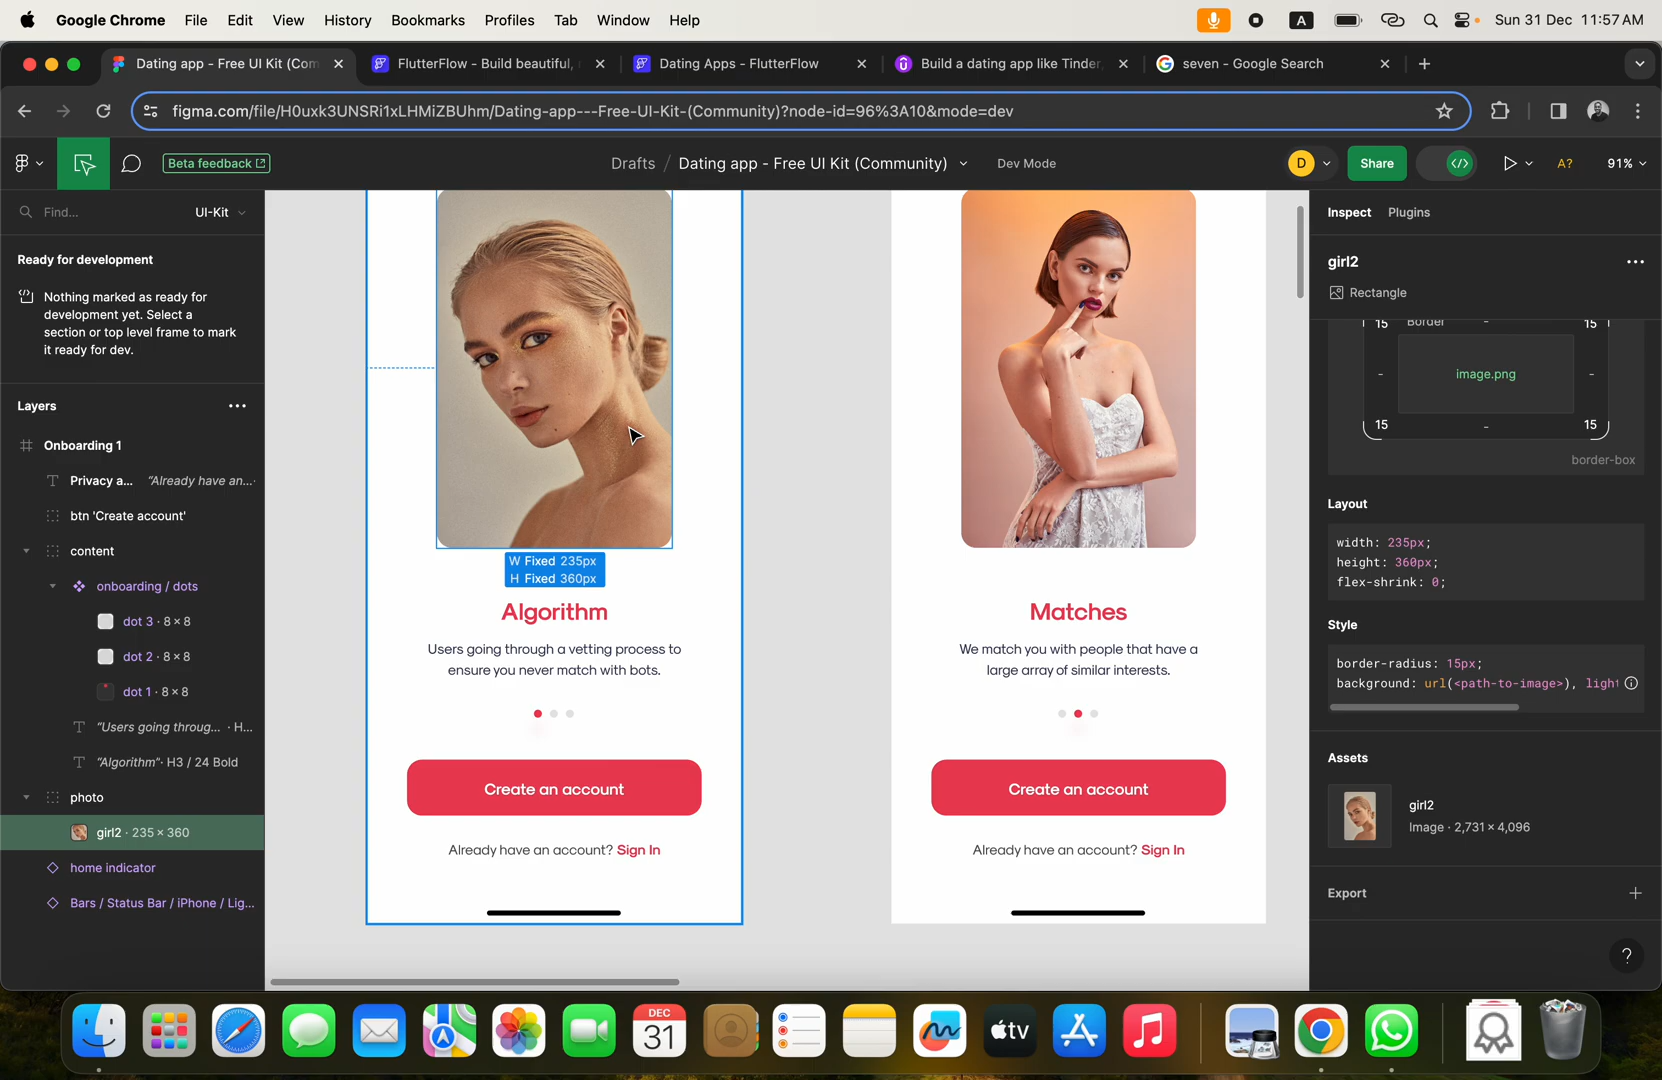 Google Chrome File Edit View History Bookmarks Profiles Tab Window Help A Sun 31 Dec 11:57 AM
Dating app - Free UI Kit (Com FlutterFlow - Build beautiful, Dating Apps - FlutterFlow Build a dating app like Tinder, seven - Google Search
figma.com/file/H0uxk3UNSRi1xLHMiZBUhm/Dating-app---Free-UI-Kit-(Community)?node-id=96%3A10&mode=dev
Beta feedback Drafts / Dating app - Free UI Kit (Community) Dev Mode D Share A? 91%
Find... UI-Kit
Ready for development
Nothing marked as ready for
development yet. Select a
section or top level frame to mark
it ready for dev.
Layers
Onboarding 1
Privacy a... "Already have an...
btn 'Create account'
content
onboarding / dots
dot 3 · 8 × 8
dot 2 · 8 × 8
dot 1 · 8 × 8
"Users going throug... · H...
"Algorithm" · H3 / 24 Bold
photo
girl2 · 235 × 360
home indicator
Bars / Status Bar / iPhone / Lig...
W Fixed 235px
H Fixed 360px
Algorithm
Users going through a vetting process to
ensure you never match with bots.
Create an account
Already have an account? Sign In
Matches
We match you with people that have a
large array of similar interests.
Create an account
Already have an account? Sign In
Inspect Plugins
girl2
Rectangle
15 Border - 15
- image.png -
15 - 15
border-box
Layout
width: 235px;
height: 360px;
flex-shrink: 0;
Style
border-radius: 15px;
background: url(<path-to-image>), light
Assets
girl2
Image · 2,731 × 4,096
Export
?
DEC
31
tv